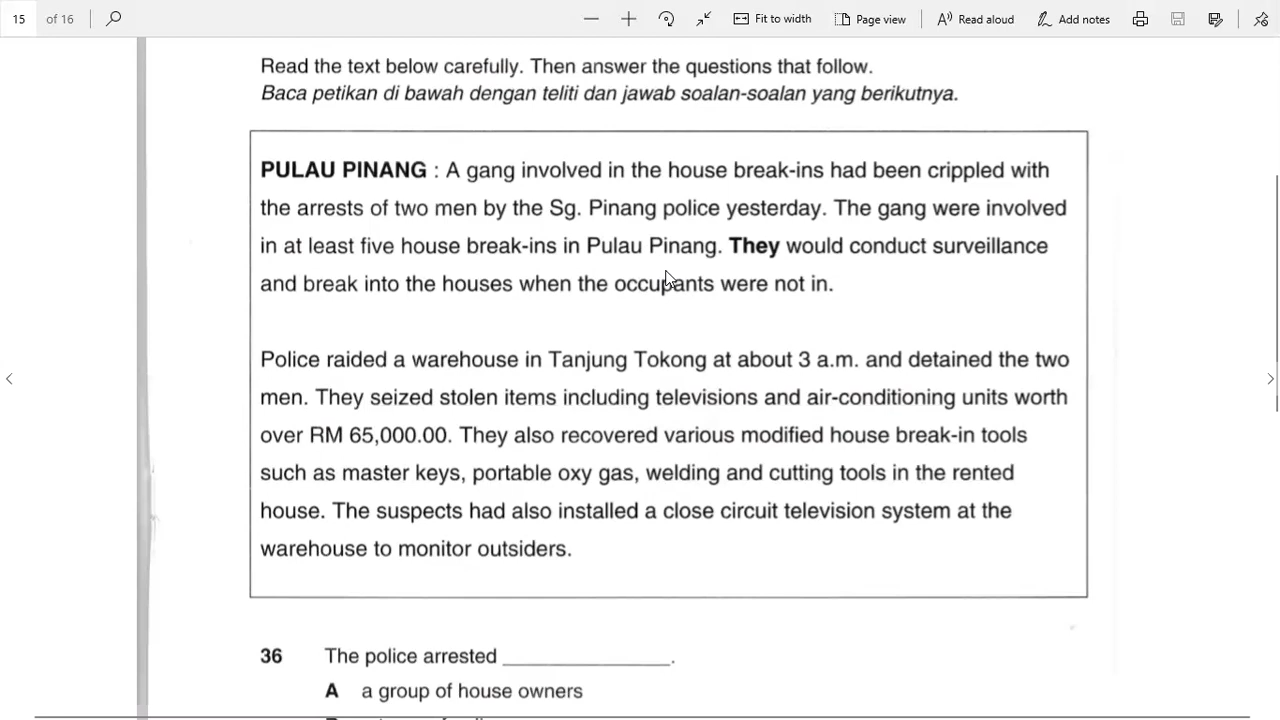 15 of 16 Fit to width Page view Read aloud Add notes
Read the text below carefully. Then answer the questions that follow.
Baca petikan di bawah dengan teliti dan jawab soalan-soalan yang berikutnya.
PULAU PINANG : A gang involved in the house break-ins had been crippled with
the arrests of two men by the Sg. Pinang police yesterday. The gang were involved
in at least five house break-ins in Pulau Pinang. They would conduct surveillance
and break into the houses when the occupants were not in.
Police raided a warehouse in Tanjung Tokong at about 3 a.m. and detained the two
men. They seized stolen items including televisions and air-conditioning units worth
over RM 65,000.00. They also recovered various modified house break-in tools
such as master keys, portable oxy gas, welding and cutting tools in the rented
house. The suspects had also installed a close circuit television system at the
warehouse to monitor outsiders.
36 The police arrested ______________.
A a group of house owners